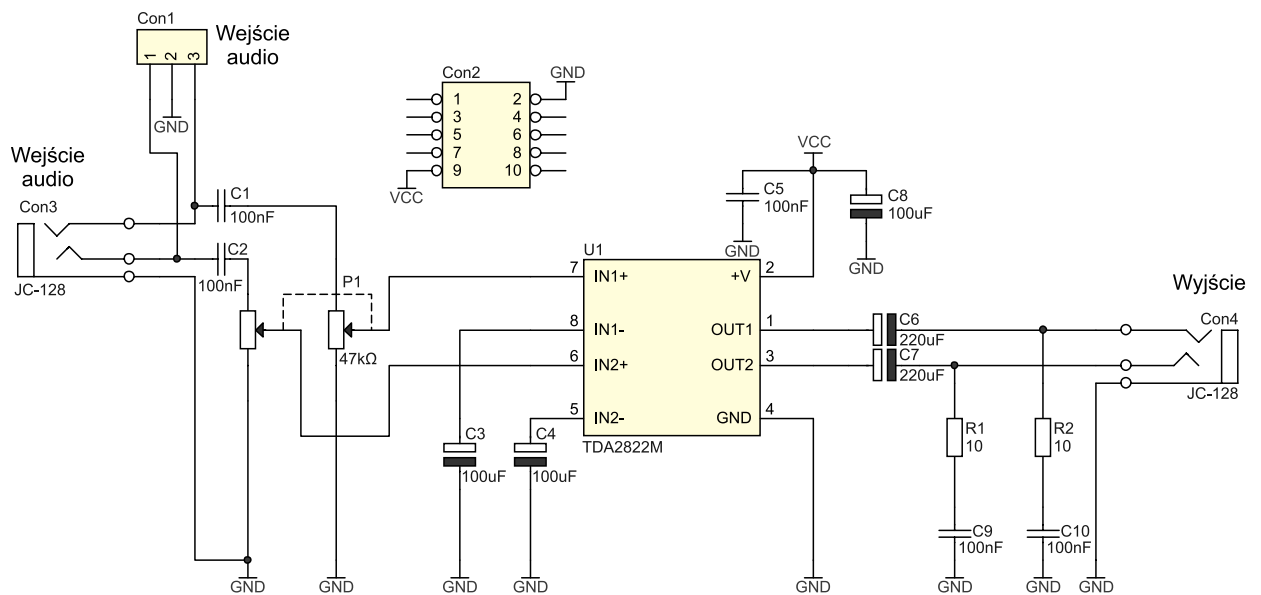 Con1
Wejście
audio
1 2 3
GND
Con2
GND
1 2
3 4
5 6
7 8
9 10
VCC
Wejście
audio
Con3
JC-128
C1
100nF
C2
100nF
P1
47kΩ
VCC
C5
100nF
GND
C8
100uF
GND
U1
7 IN1+ +V 2
8 IN1- OUT1 1
6 IN2+ OUT2 3
5 IN2- GND 4
TDA2822M
C3
100uF
C4
100uF
C6
220uF
C7
220uF
Wyjście
Con4
JC-128
R1
10
R2
10
C9
100nF
C10
100nF
GND
GND
GND
GND
GND
GND
GND
GND